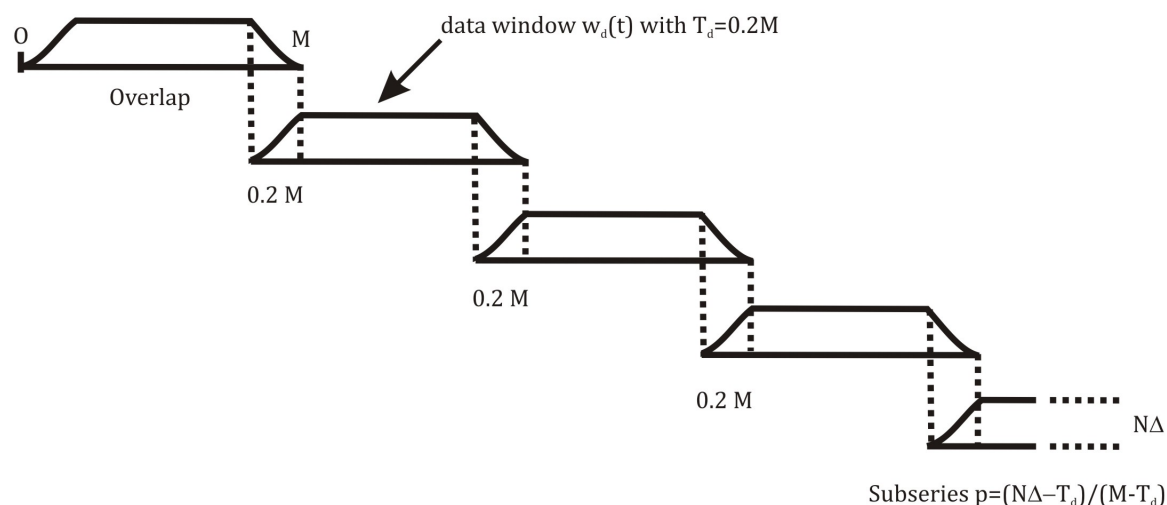 data window w_d(t) with T_d=0.2M
O
M
Overlap
0.2 M
0.2 M
0.2 M
NΔ
Subseries p=(NΔ–T_d)/(M-T_d)